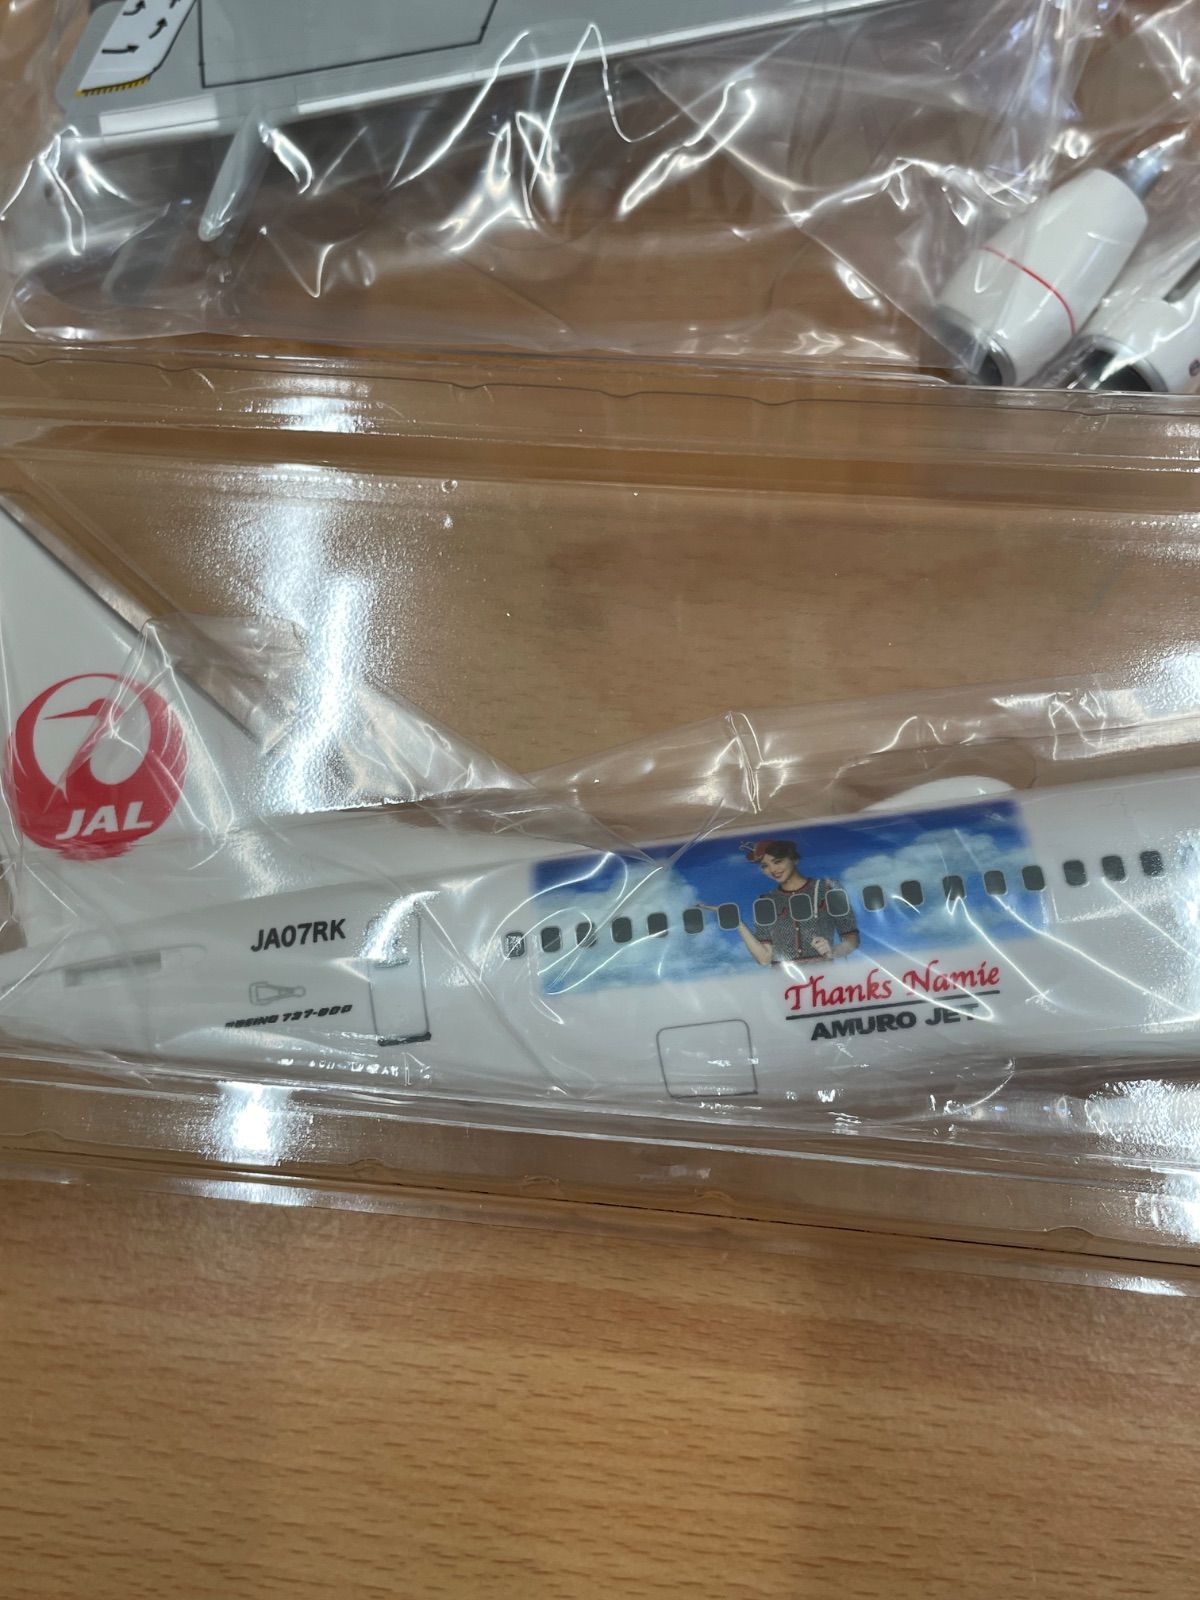 JAL
JA07RK
BOEING 737-800
Thanks Namie
AMURO JET